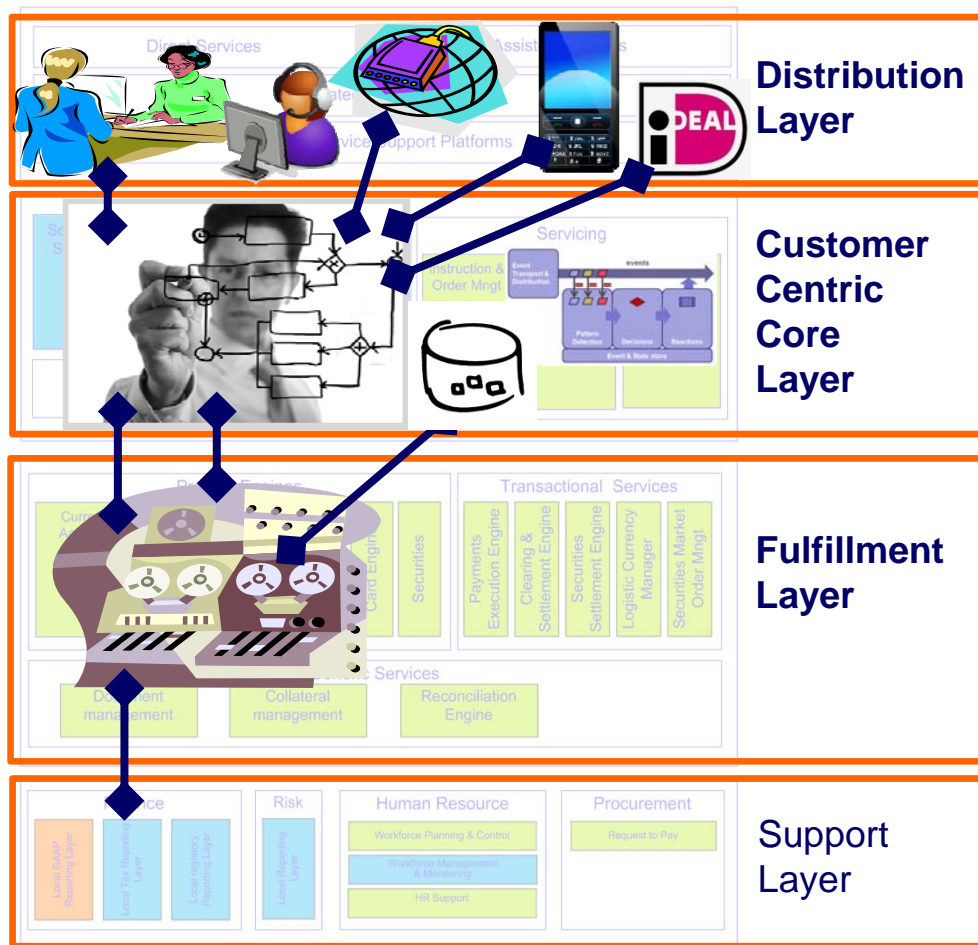 Direct Services
Distribution
Layer
iDEAL
Service Support Platforms
Servicing
Instruction &
Order Mngt
Event
Transport &
Distribution
events
Pattern
Detection
Decisions
Reactions
Event & State store
Customer
Centric
Core
Layer
Card Engine
Securities
Transactional Services
Payments
Execution Engine
Clearing &
Settlement Engine
Securities
Settlement Engine
Logistic Currency
Manager
Securities Market
Order Mngt
Fulfillment
Layer
Services
Document
management
Collateral
management
Reconciliation
Engine
Local GAAP
Reporting Layer
Local Tax Reporting
Layer
Local regulatory
Reporting Layer
Risk
Local Reporting
Layer
Human Resource
Workforce Planning & Control
Workforce Management
& Monitoring
HR Support
Procurement
Request to Pay
Support
Layer